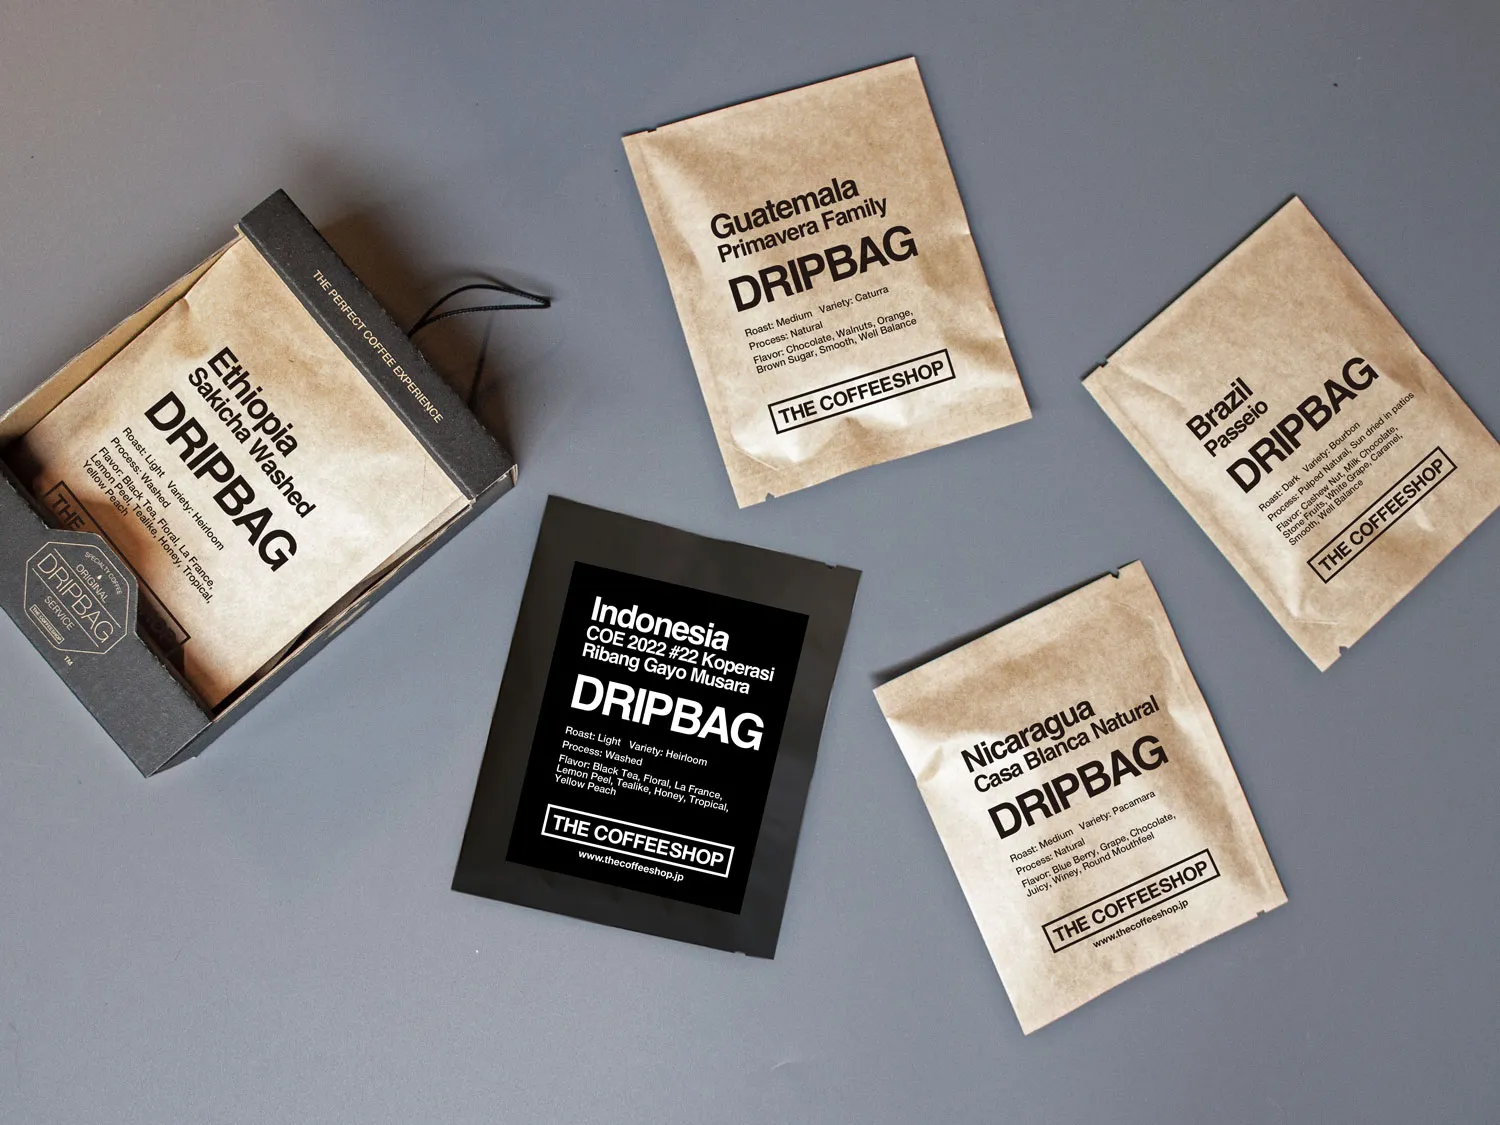 THE PERFECT COFFEE EXPERIENCE
Ethiopia
Sakicha Washed
DRIPBAG
Roast: Light Variety: Heirloom
Process: Washed
Flavor: Black Tea, Floral, La France,
Lemon Peel, Tealike, Honey, Tropical,
Yellow Peach
THE
SPECIALTY COFFEE
ORIGINAL
DRIPBAG
SERVICE
THE COFFEESHOP
TM
Guatemala
Primavera Family
DRIPBAG
Roast: Medium Variety: Caturra
Process: Natural
Flavor: Chocolate, Walnuts, Orange,
Brown Sugar, Smooth, Well Balance
THE COFFEESHOP
Brazil
Passeio
DRIPBAG
Roast: Dark Variety: Bourbon
Process: Pulped Natural, Sun dried in patios
Flavor: Cashew Nut, Milk Chocolate,
Stone Fruits, White Grape, Caramel,
Smooth, Well Balance
THE COFFEESHOP
Indonesia
COE 2022 #22 Koperasi
Ribang Gayo Musara
DRIPBAG
Roast: Light Variety: Heirloom
Process: Washed
Flavor: Black Tea, Floral, La France,
Lemon Peel, Tealike, Honey, Tropical,
Yellow Peach
THE COFFEESHOP
www.thecoffeeshop.jp
Nicaragua
Casa Blanca Natural
DRIPBAG
Roast: Medium Variety: Pacamara
Process: Natural
Flavor: Blue Berry, Grape, Chocolate,
Juicy, Winey, Round Mouthfeel
THE COFFEESHOP
www.thecoffeeshop.jp